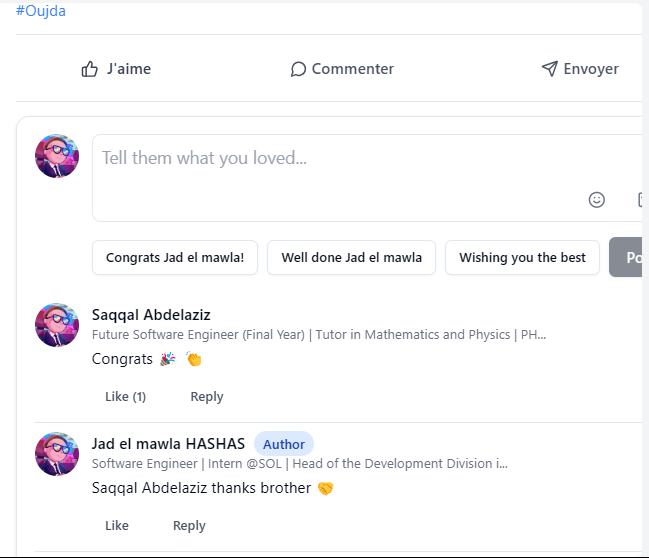 #Oujda
J'aime Commenter Envoyer
Tell them what you loved...
Congrats Jad el mawla! Well done Jad el mawla Wishing you the best Po
Saqqal Abdelaziz
Future Software Engineer (Final Year) | Tutor in Mathematics and Physics | PH...
Congrats 🎉 👏
Like (1) Reply
Jad el mawla HASHAS Author
Software Engineer | Intern @SOL | Head of the Development Division i...
Saqqal Abdelaziz thanks brother 🤝
Like Reply